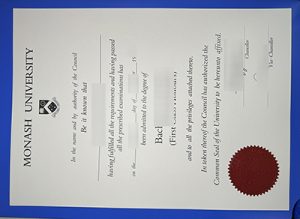 MONASH UNIVERSITY
In the name and by authority of the Council
Be it known that
having fulfilled all the requirements and having passed
all the prescribed examinations has
on the day of 15
been admitted to the degree of
Bacl
(First
and to all the privileges attached thereto.
In token thereof the Council has authorized the
Common Seal of the University to be hereunto affixed.
Chancellor
Vice Chancellor